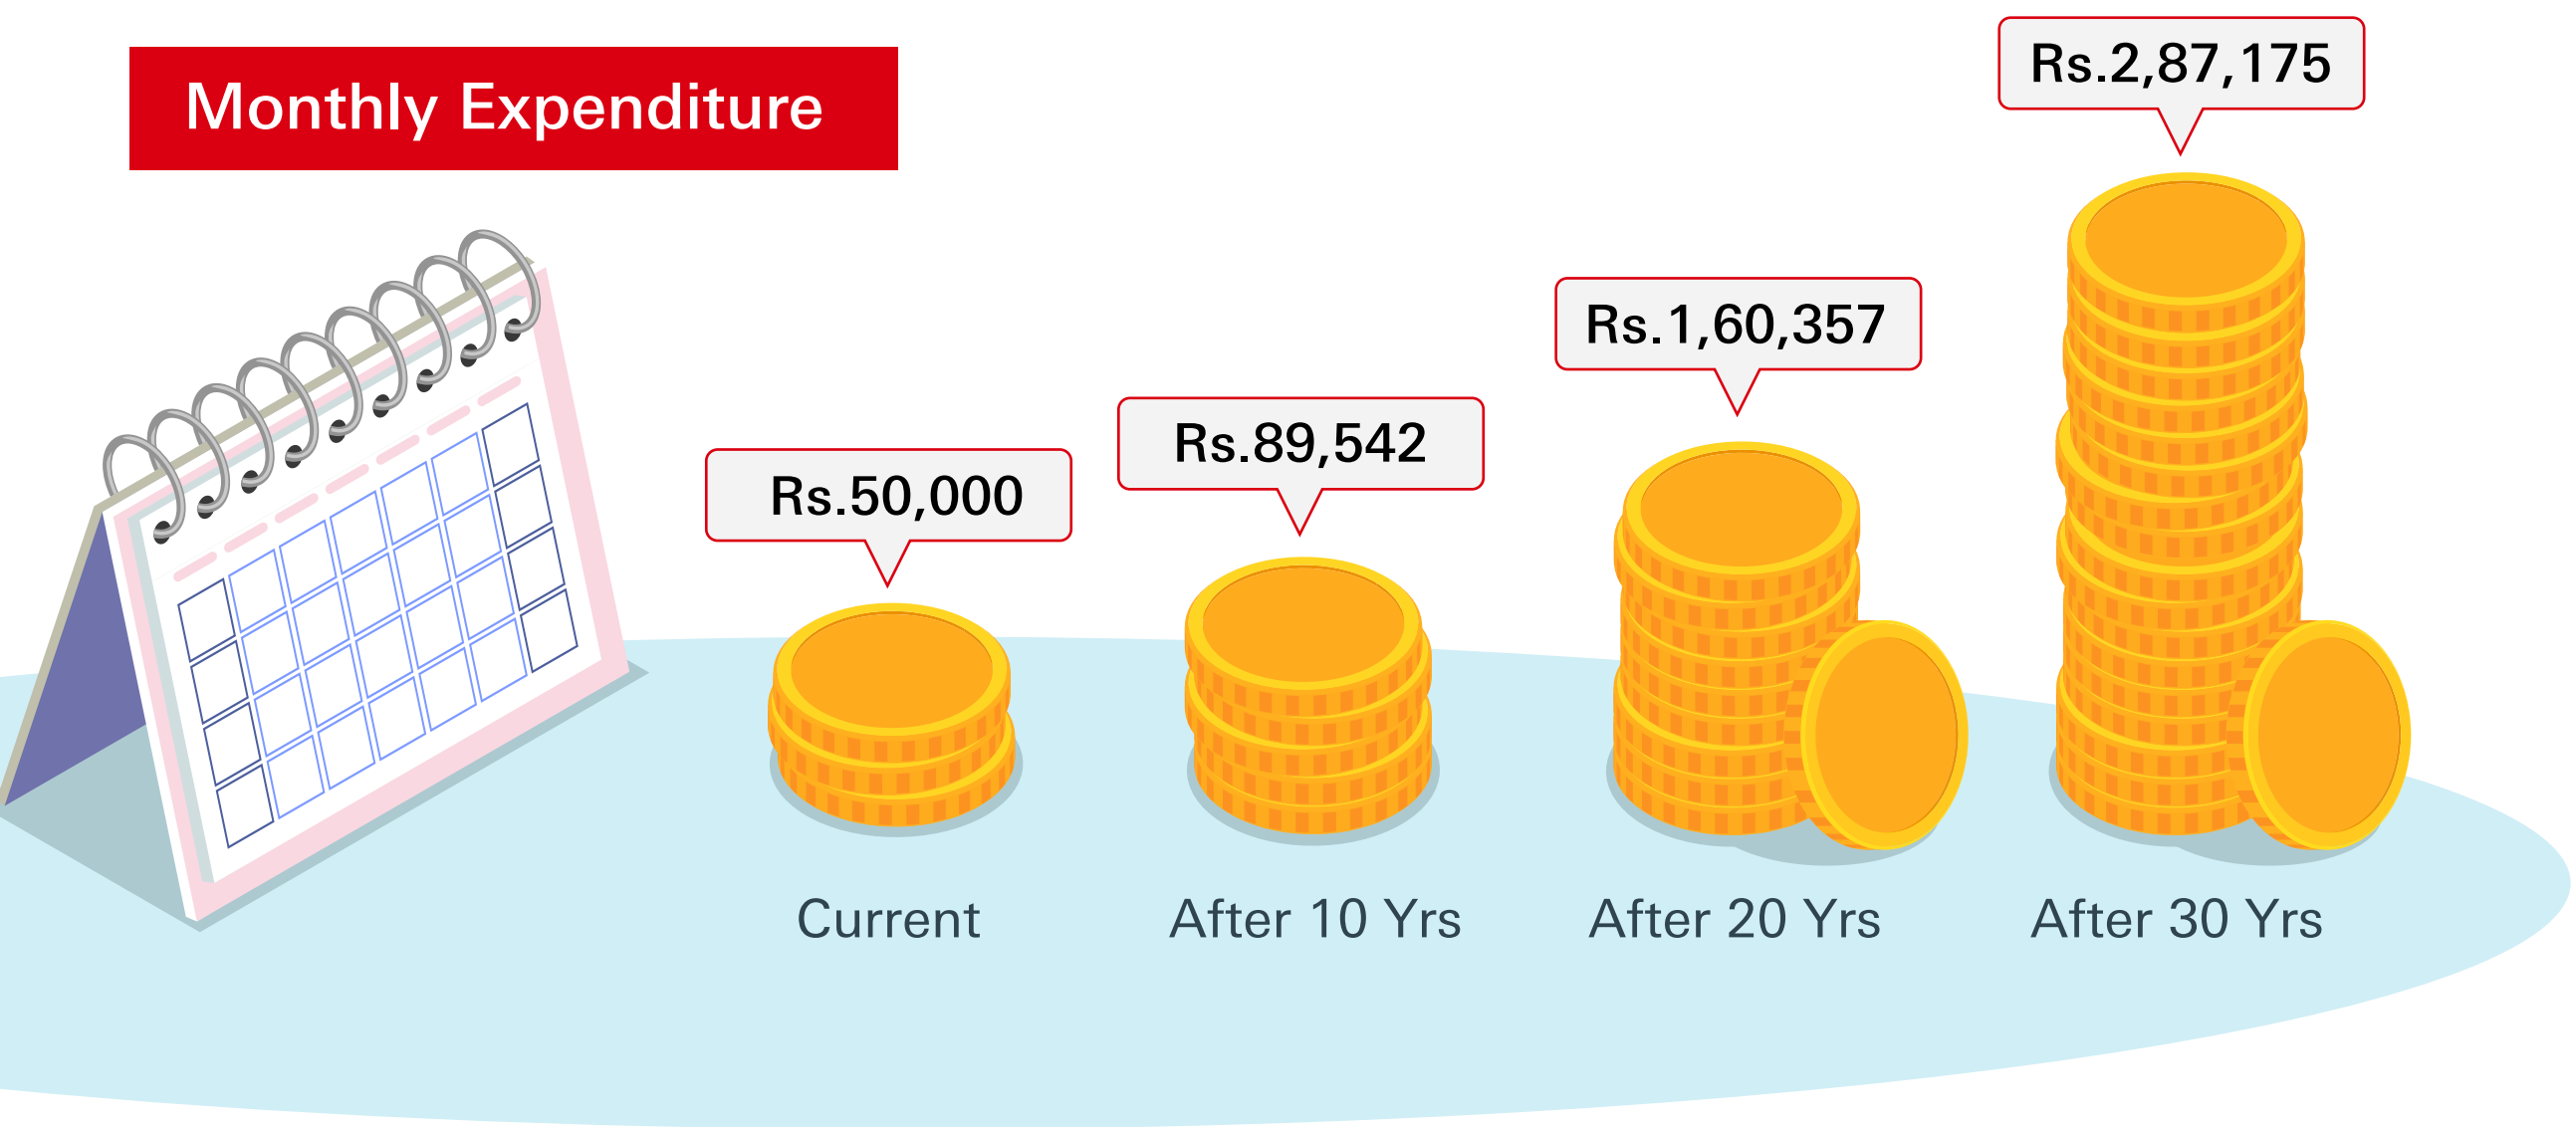 Monthly Expenditure
Rs.50,000
Rs.89,542
Rs.1,60,357
Rs.2,87,175
Current
After 10 Yrs
After 20 Yrs
After 30 Yrs